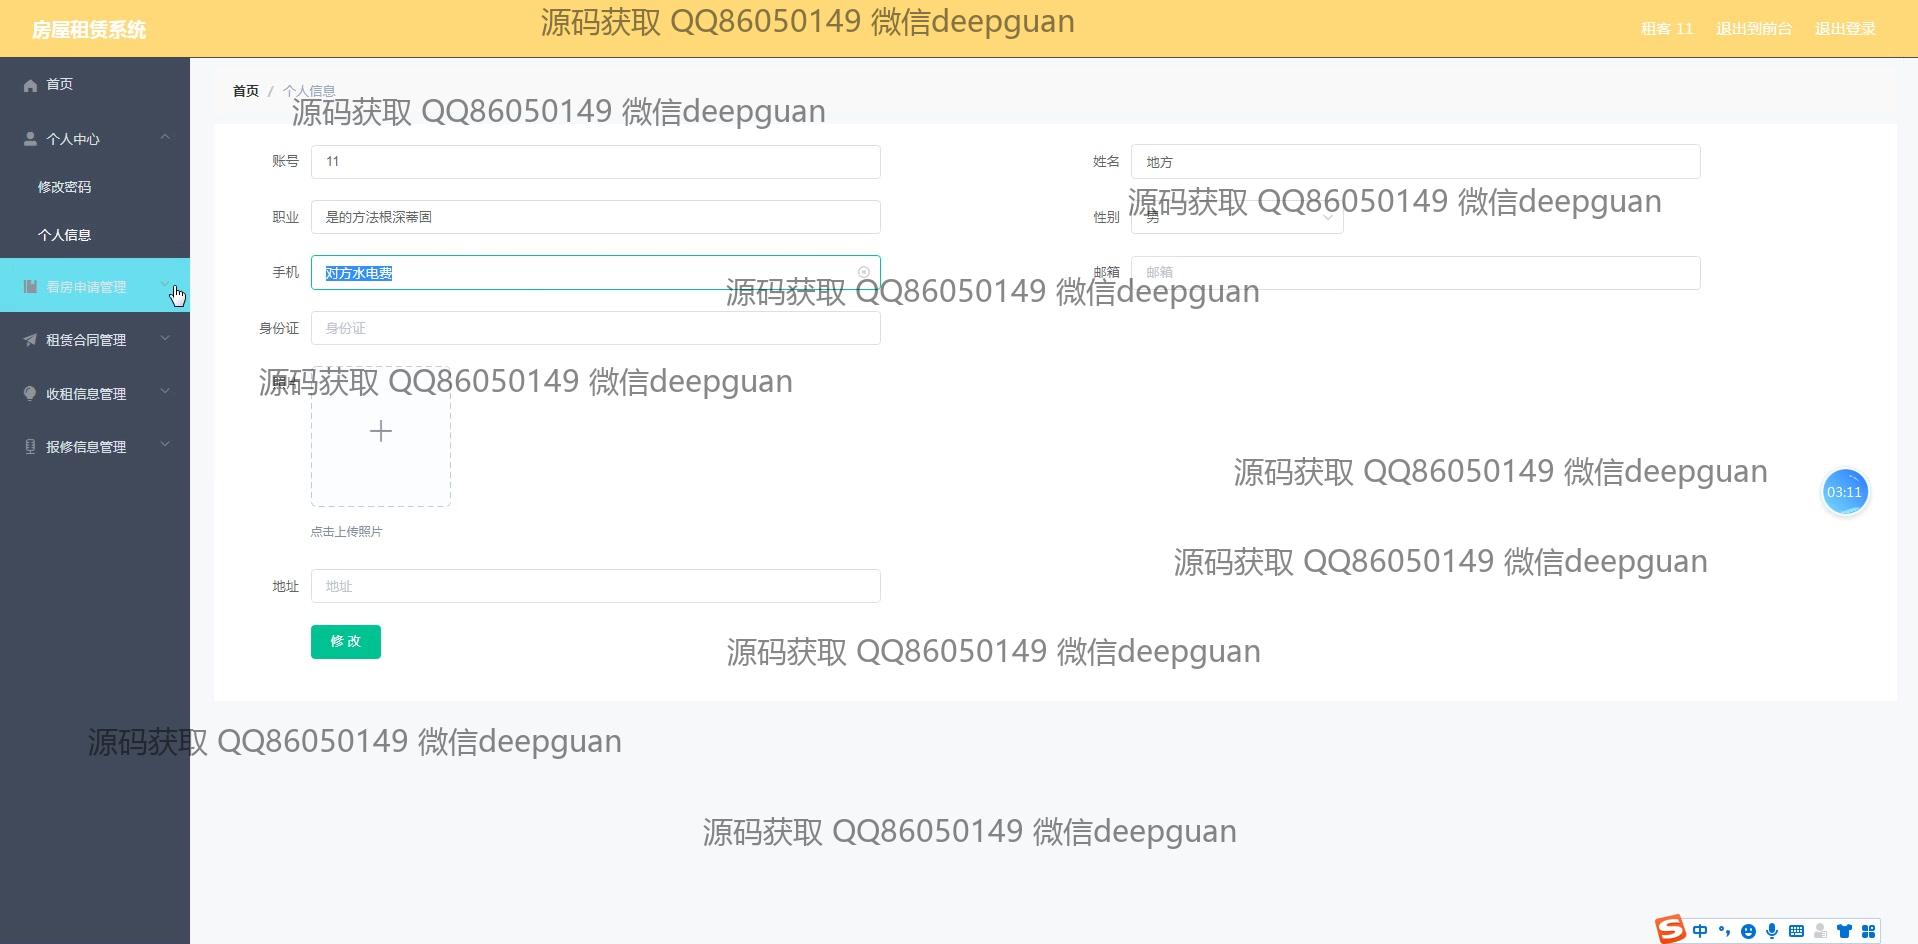 房屋租赁系统
源码获取 QQ86050149 微信deepguan
租客 11
退出到前台
退出登录
首页
首页 / 个人信息
源码获取 QQ86050149 微信deepguan
个人中心
账号
11
姓名
地方
修改密码
源码获取 QQ86050149 微信deepguan
职业
是的方法根深蒂固
性别
男
个人信息
手机
对方水电费
邮箱
邮箱
看房申请管理
源码获取 QQ86050149 微信deepguan
身份证
身份证
租赁合同管理
源码获取 QQ86050149 微信deepguan
收租信息管理
报修信息管理
源码获取 QQ86050149 微信deepguan
03:11
点击上传照片
源码获取 QQ86050149 微信deepguan
地址
地址
修 改
源码获取 QQ86050149 微信deepguan
源码获取 QQ86050149 微信deepguan
源码获取 QQ86050149 微信deepguan
S 中